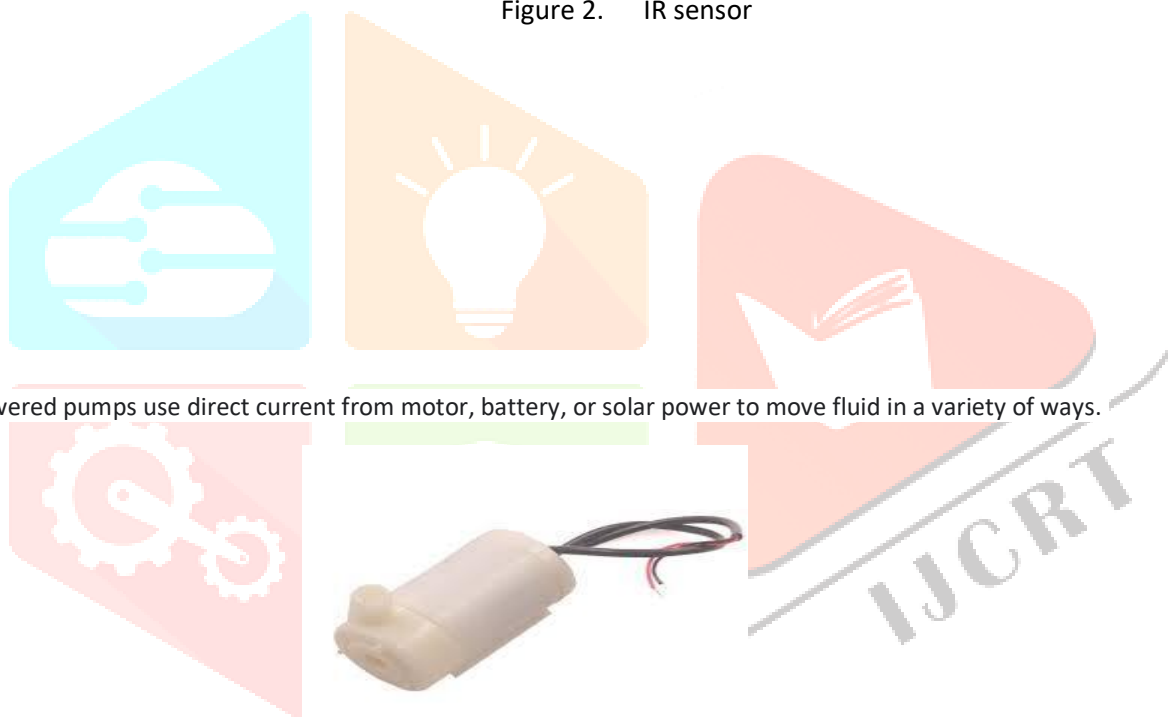 Figure 2. IR sensor
vered pumps use direct current from motor, battery, or solar power to move fluid in a variety of ways.
IJCRT